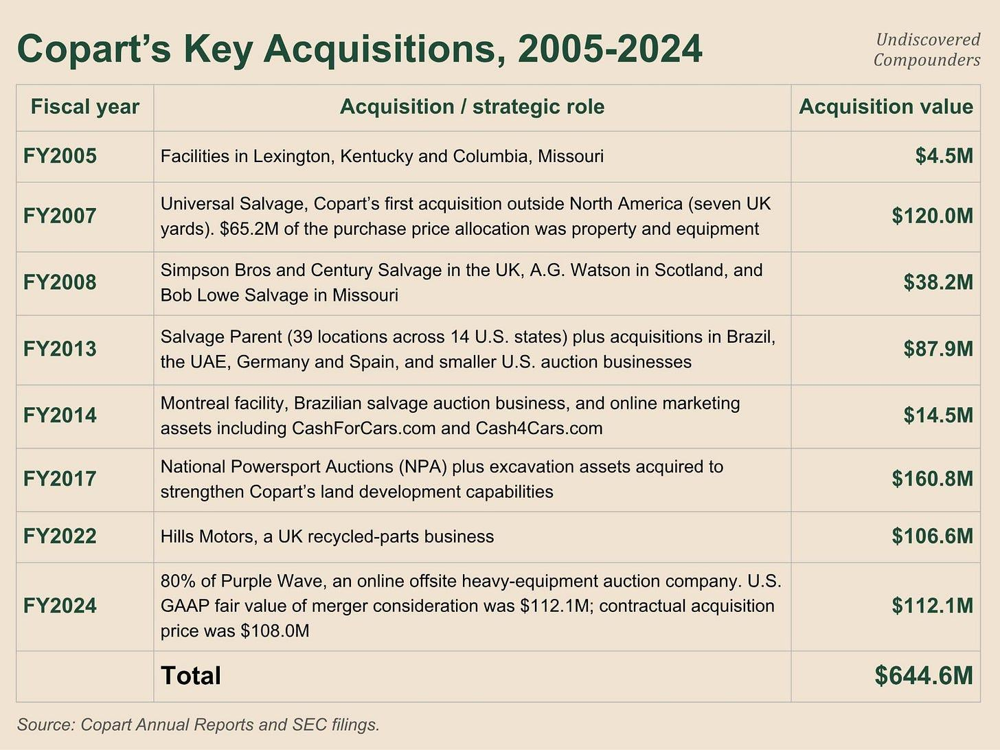 Copart’s Key Acquisitions, 2005-2024
Undiscovered
Compounders
Fiscal year
Acquisition / strategic role
Acquisition value
FY2005
Facilities in Lexington, Kentucky and Columbia, Missouri
$4.5M
FY2007
Universal Salvage, Copart’s first acquisition outside North America (seven UK
yards). $65.2M of the purchase price allocation was property and equipment
$120.0M
FY2008
Simpson Bros and Century Salvage in the UK, A.G. Watson in Scotland, and
Bob Lowe Salvage in Missouri
$38.2M
FY2013
Salvage Parent (39 locations across 14 U.S. states) plus acquisitions in Brazil,
the UAE, Germany and Spain, and smaller U.S. auction businesses
$87.9M
FY2014
Montreal facility, Brazilian salvage auction business, and online marketing
assets including CashForCars.com and Cash4Cars.com
$14.5M
FY2017
National Powersport Auctions (NPA) plus excavation assets acquired to
strengthen Copart’s land development capabilities
$160.8M
FY2022
Hills Motors, a UK recycled-parts business
$106.6M
FY2024
80% of Purple Wave, an online offsite heavy-equipment auction company. U.S.
GAAP fair value of merger consideration was $112.1M; contractual acquisition
price was $108.0M
$112.1M
Total
$644.6M
Source: Copart Annual Reports and SEC filings.